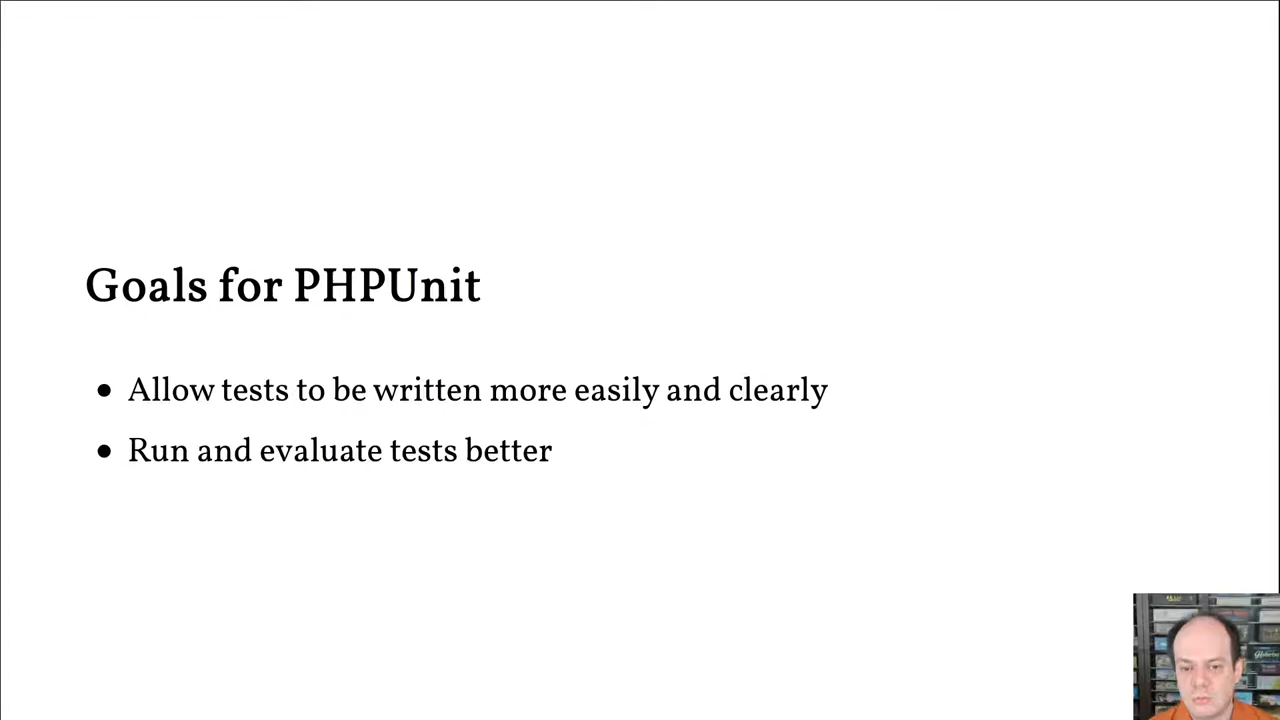 Goals for PHPUnit
Allow tests to be written more easily and clearly
Run and evaluate tests better